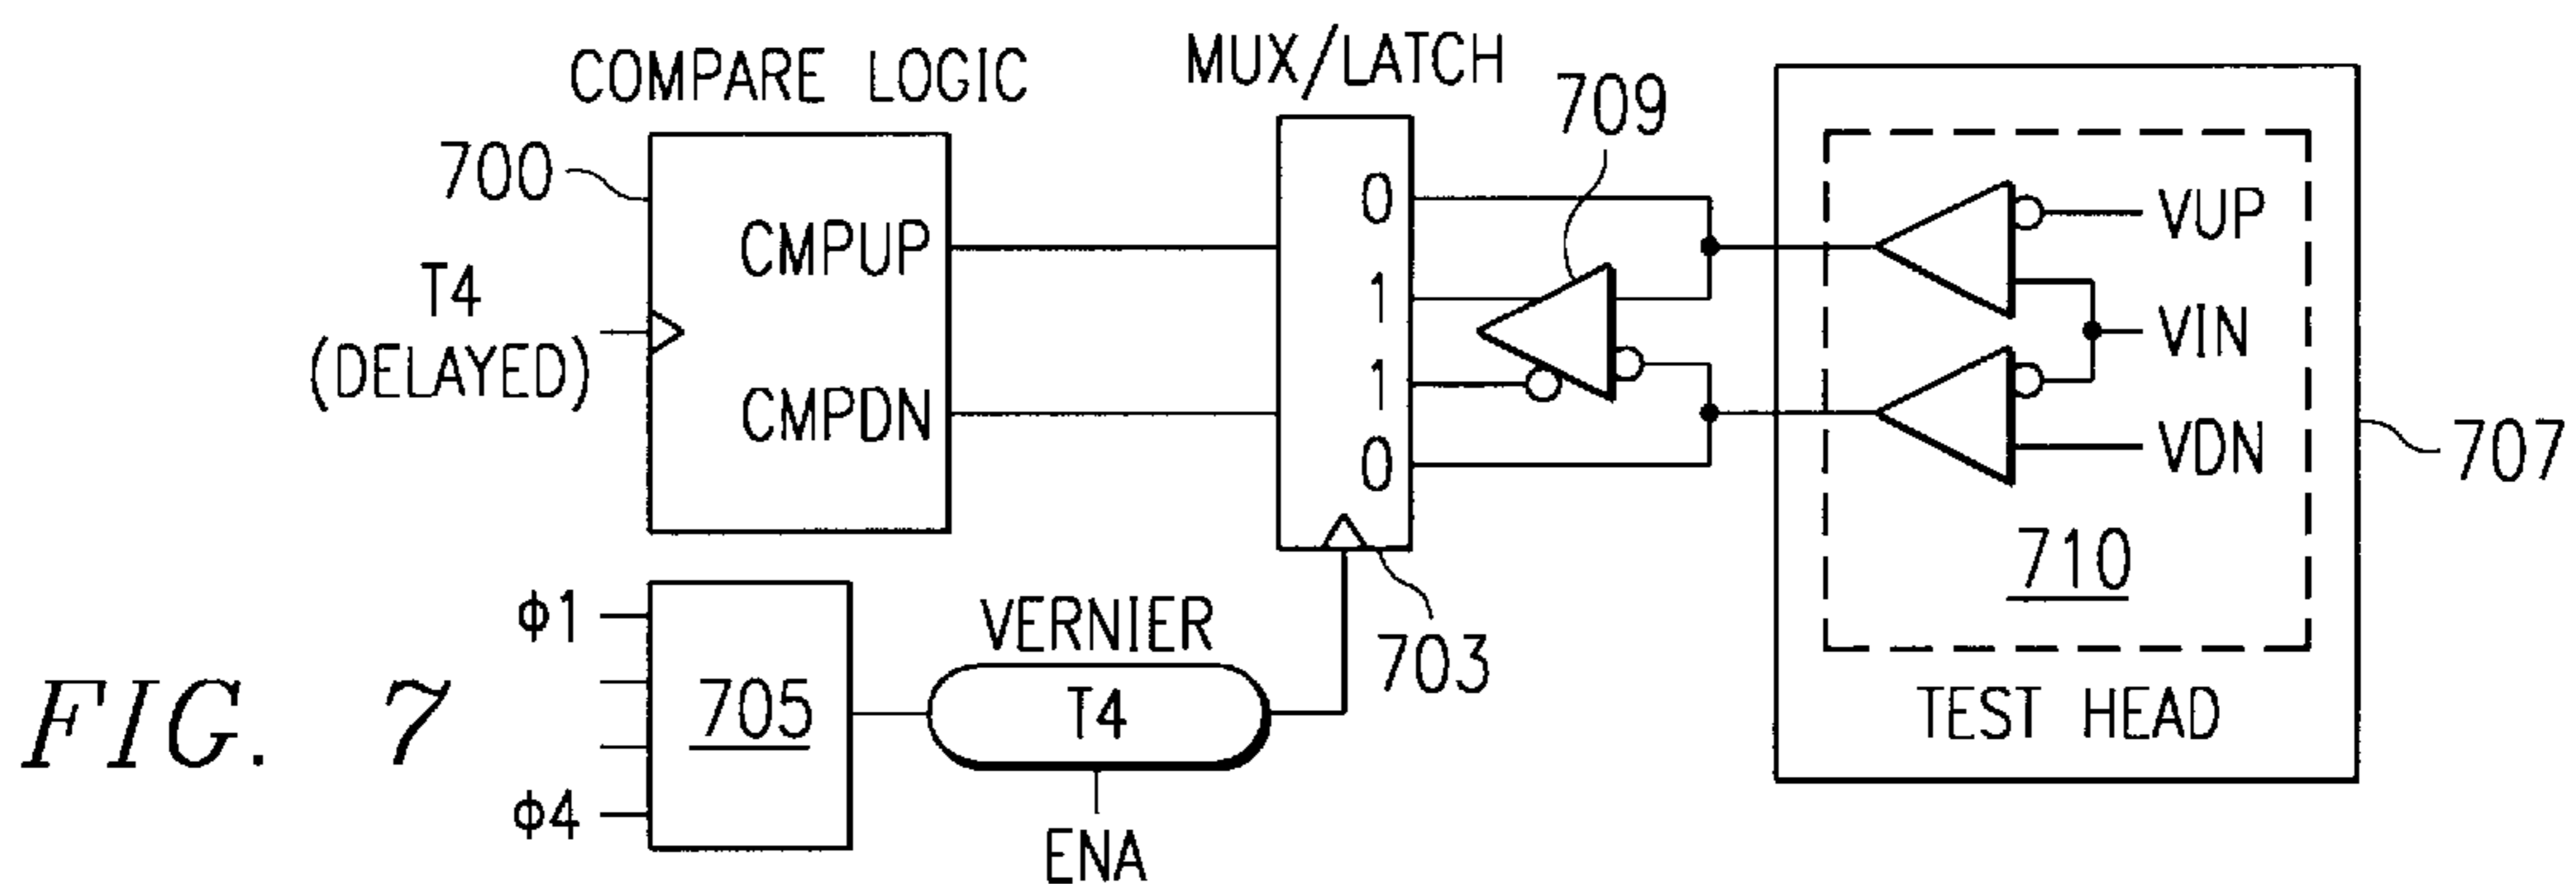 COMPARE LOGIC
MUX/LATCH
709
700
0
VUP
CMPUP
T4
(DELAYED)
1
VIN
1
CMPDN
0
VDN
707
710
ϕ1
VERNIER
703
705
T4
TEST HEAD
FIG. 7
ϕ4
ENA